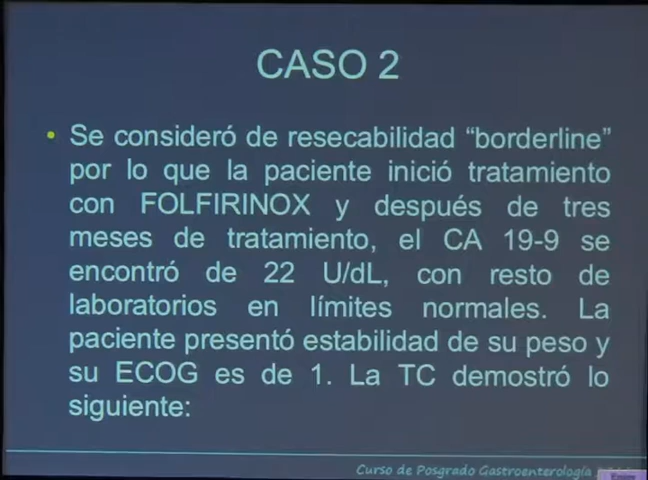 CASO 2
• Se consideró de resecabilidad “borderline”
por lo que la paciente inició tratamiento
con FOLFIRINOX y después de tres
meses de tratamiento, el CA 19-9 se
encontró de 22 U/dL, con resto de
laboratorios en límites normales. La
paciente presentó estabilidad de su peso y
su ECOG es de 1. La TC demostró lo
siguiente:
Curso de Posgrado Gastroenterología